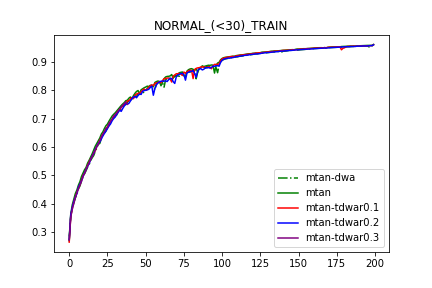 NORMAL_(<30)_TRAIN
0.9
0.8
0.7
0.6
0.5
0.4
0.3
mtan-dwa
mtan
mtan-tdwar0.1
mtan-tdwar0.2
mtan-tdwar0.3
0 25 50 75 100 125 150 175 200